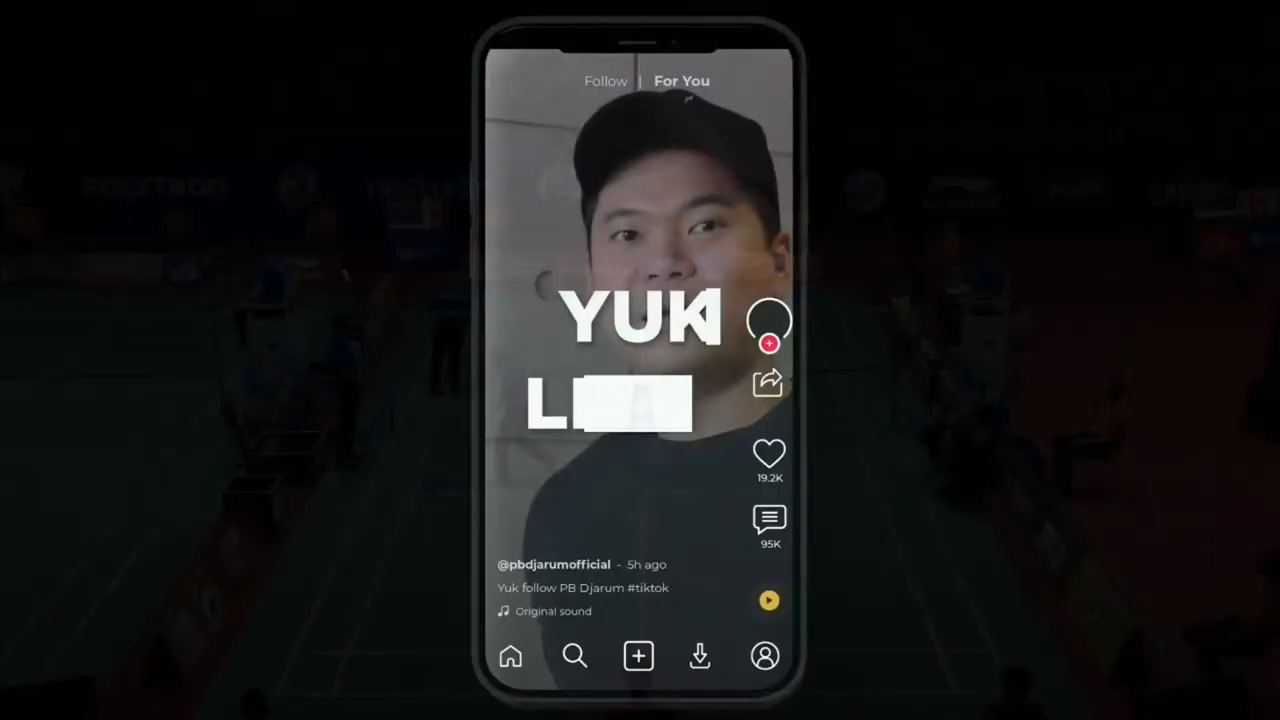 Follow | For You
YUK
19.2K
95K
@pbdjarumofficial - 5h ago
Yuk follow PB Djarum #tiktok
Original sound